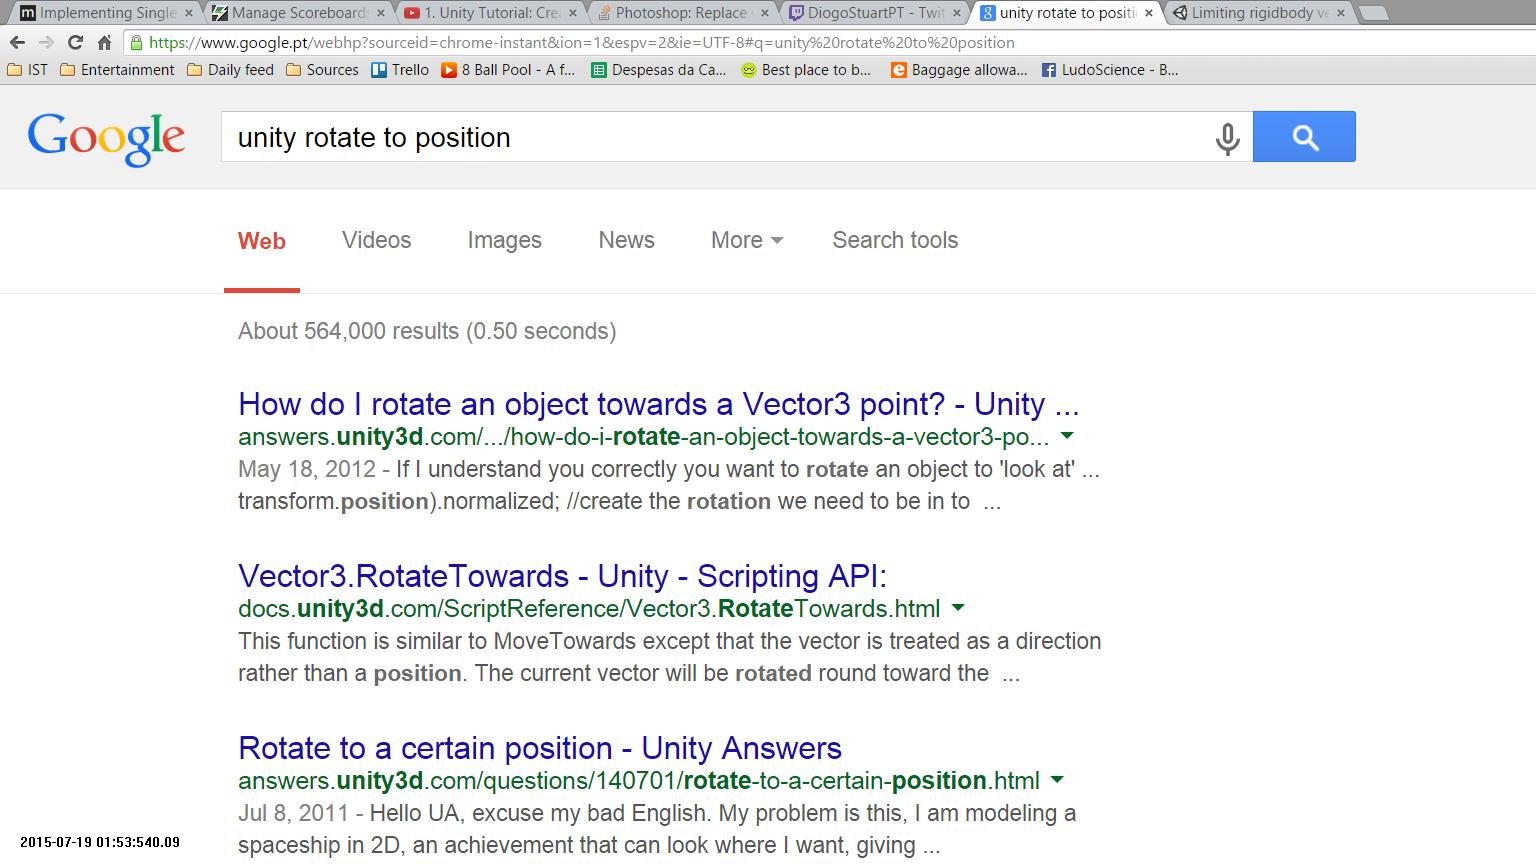 Implementing Single
Manage Scoreboards
1. Unity Tutorial: Cre
Photoshop: Replace
DiogoStuartPT - Twit
unity rotate to positi
Limiting rigidbody ve
https://www.google.pt/webhp?sourceid=chrome-instant&ion=1&espv=2&ie=UTF-8#q=unity%20rotate%20to%20position
IST
Entertainment
Daily feed
Sources
Trello
8 Ball Pool - A f...
Despesas da Ca...
Best place to b...
Baggage allowa...
LudoScience - B...
Google
unity rotate to position
Web
Videos
Images
News
More
Search tools
About 564,000 results (0.50 seconds)
How do I rotate an object towards a Vector3 point? - Unity ...
answers.unity3d.com/.../how-do-i-rotate-an-object-towards-a-vector3-po...
May 18, 2012 - If I understand you correctly you want to rotate an object to 'look at' ...
transform.position).normalized; //create the rotation we need to be in to ...
Vector3.RotateTowards - Unity - Scripting API:
docs.unity3d.com/ScriptReference/Vector3.RotateTowards.html
This function is similar to MoveTowards except that the vector is treated as a direction
rather than a position. The current vector will be rotated round toward the ...
Rotate to a certain position - Unity Answers
answers.unity3d.com/questions/140701/rotate-to-a-certain-position.html
Jul 8, 2011 - Hello UA, excuse my bad English. My problem is this, I am modeling a
spaceship in 2D, an achievement that can look where I want, giving ...
2015-07-19 01:53:540.09